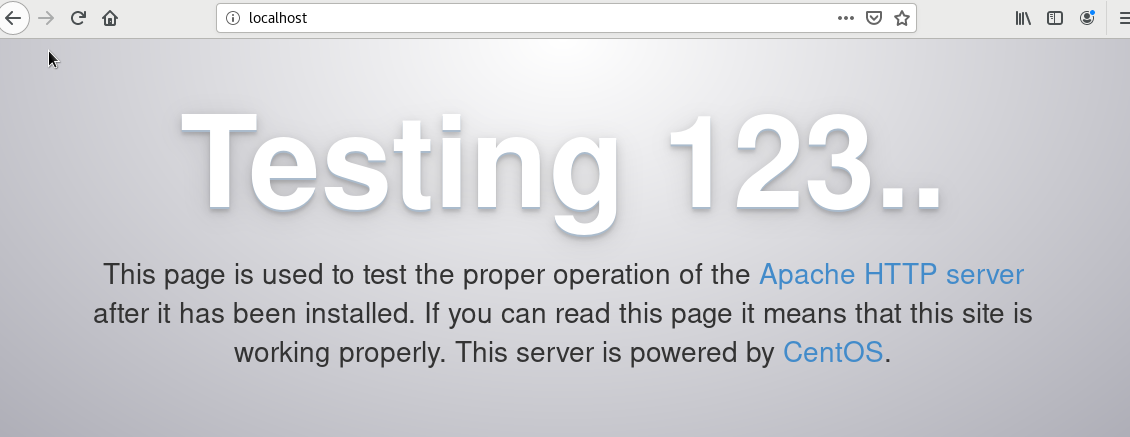 localhost
Testing 123..
This page is used to test the proper operation of the Apache HTTP server
after it has been installed. If you can read this page it means that this site is
working properly. This server is powered by CentOS.